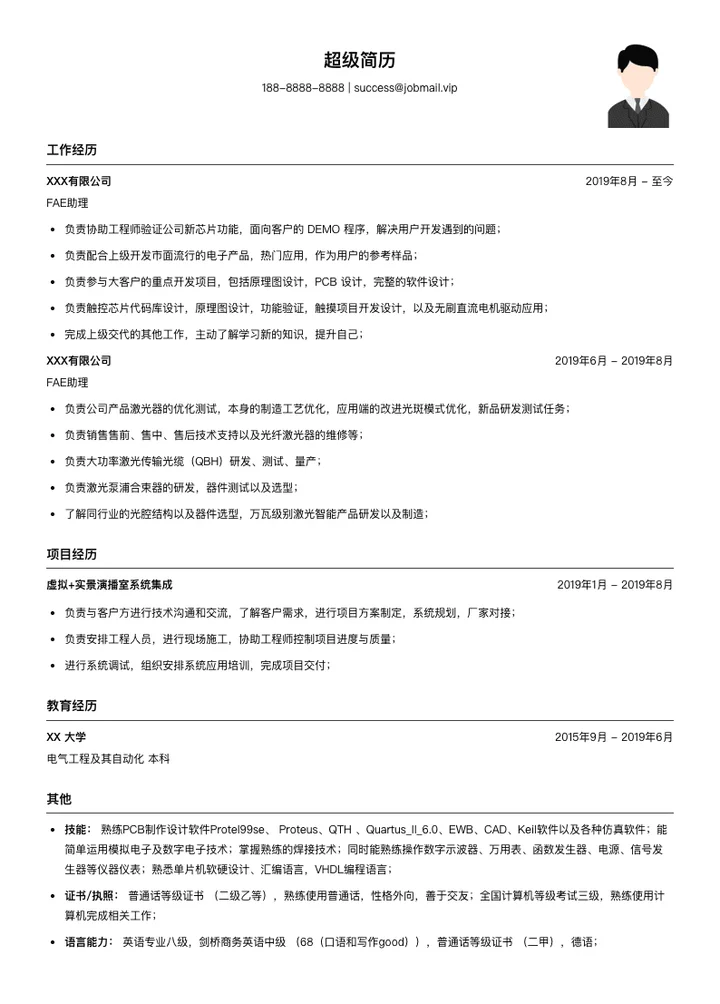 超级简历
188-8888-8888 | success@jobmail.vip
工作经历
XXX有限公司 2019年8月 – 至今
FAE助理
• 负责协助工程师验证公司新芯片功能，面向客户的 DEMO 程序，解决用户开发遇到的问题；
• 负责配合上级开发市面流行的电子产品，热门应用，作为用户的参考样品；
• 负责参与大客户的重点开发项目，包括原理图设计，PCB 设计，完整的软件设计；
• 负责触控芯片代码库设计，原理图设计，功能验证，触摸项目开发设计，以及无刷直流电机驱动应用；
• 完成上级交代的其他工作，主动了解学习新的知识，提升自己；
XXX有限公司 2019年6月 – 2019年8月
FAE助理
• 负责公司产品激光器的优化测试，本身的制造工艺优化，应用端的改进光斑模式优化，新品研发测试任务；
• 负责销售售前、售中、售后技术支持以及光纤激光器的维修等；
• 负责大功率激光传输光缆（QBH）研发、测试、量产；
• 负责激光泵浦合束器的研发，器件测试以及选型；
• 了解同行业的光腔结构以及器件选型，万瓦级别激光智能产品研发以及制造；
项目经历
虚拟+实景演播室系统集成 2019年1月 – 2019年8月
• 负责与客户方进行技术沟通和交流，了解客户需求，进行项目方案制定，系统规划，厂家对接；
• 负责安排工程人员，进行现场施工，协助工程师控制项目进度与质量；
• 进行系统调试，组织安排系统应用培训，完成项目交付；
教育经历
XX 大学 2015年9月 – 2019年6月
电气工程及其自动化 本科
其他
• 技能： 熟练PCB制作设计软件Protel99se、 Proteus、QTH 、Quartus_II_6.0、EWB、CAD、Keil软件以及各种仿真软件；能
简单运用模拟电子及数字电子技术；掌握熟练的焊接技术；同时能熟练操作数字示波器、万用表、函数发生器、电源、信号发
生器等仪器仪表；熟悉单片机软硬设计、汇编语言，VHDL编程语言；
• 证书/执照： 普通话等级证书 （二级乙等），熟练使用普通话，性格外向，善于交友；全国计算机等级考试三级，熟练使用计
算机完成相关工作；
• 语言能力： 英语专业八级，剑桥商务英语中级 （68（口语和写作good）），普通话等级证书 （二甲），德语；